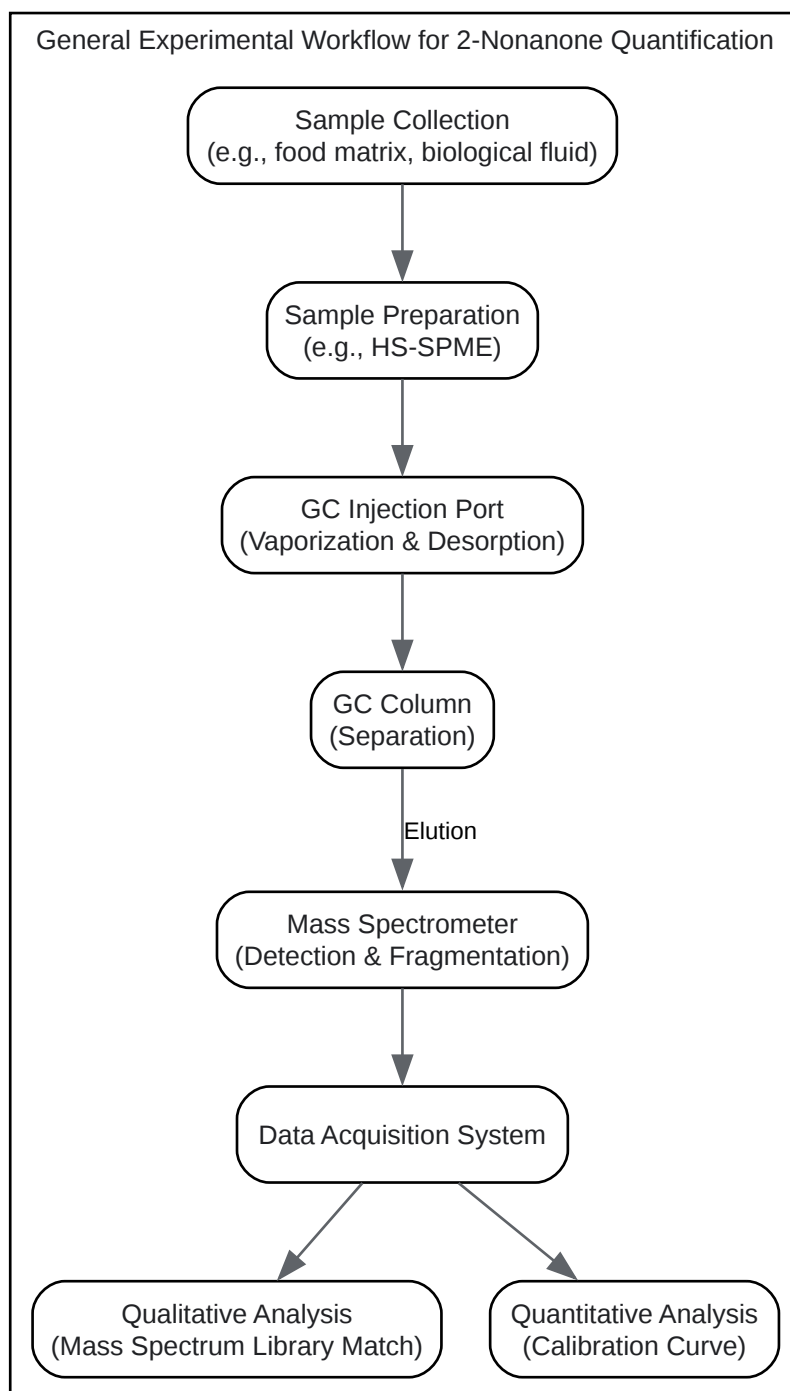 General Experimental Workflow for 2-Nonanone Quantification
Sample Collection
(e.g., food matrix, biological fluid)
Sample Preparation
(e.g., HS-SPME)
GC Injection Port
(Vaporization & Desorption)
GC Column
(Separation)
Elution
Mass Spectrometer
(Detection & Fragmentation)
Data Acquisition System
Qualitative Analysis
(Mass Spectrum Library Match)
Quantitative Analysis
(Calibration Curve)